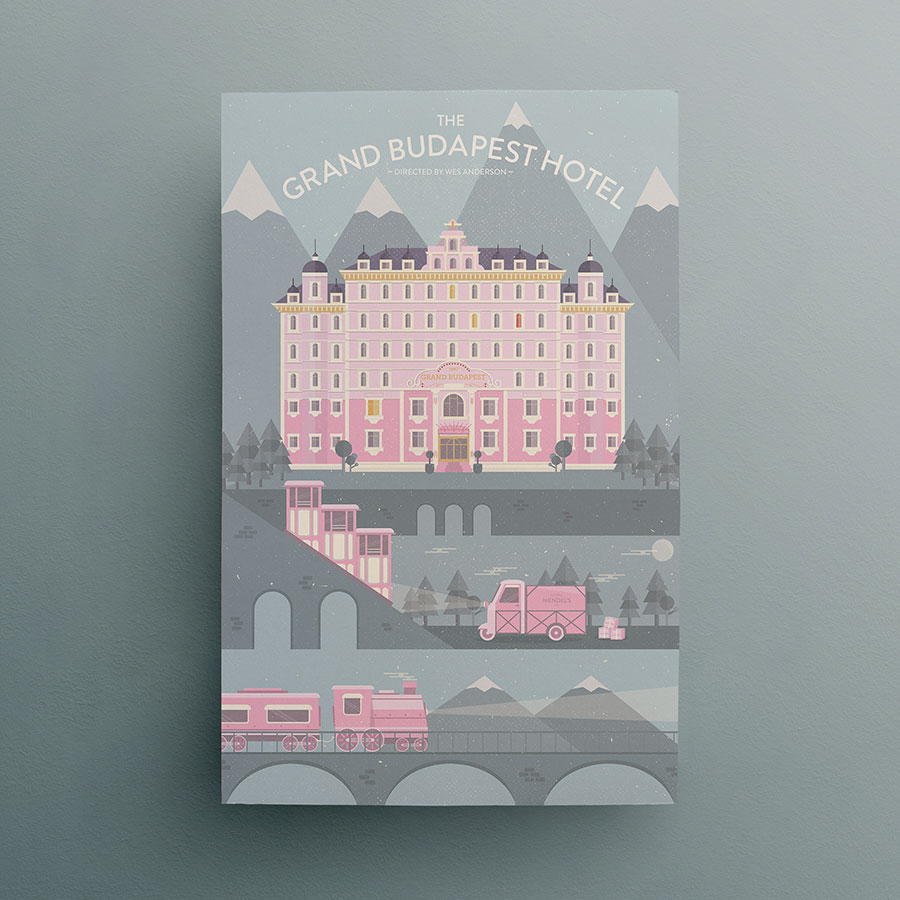 THE
GRAND BUDAPEST HOTEL
~ DIRECTED BY WES ANDERSON ~
GRAND BUDAPEST
MENDL'S